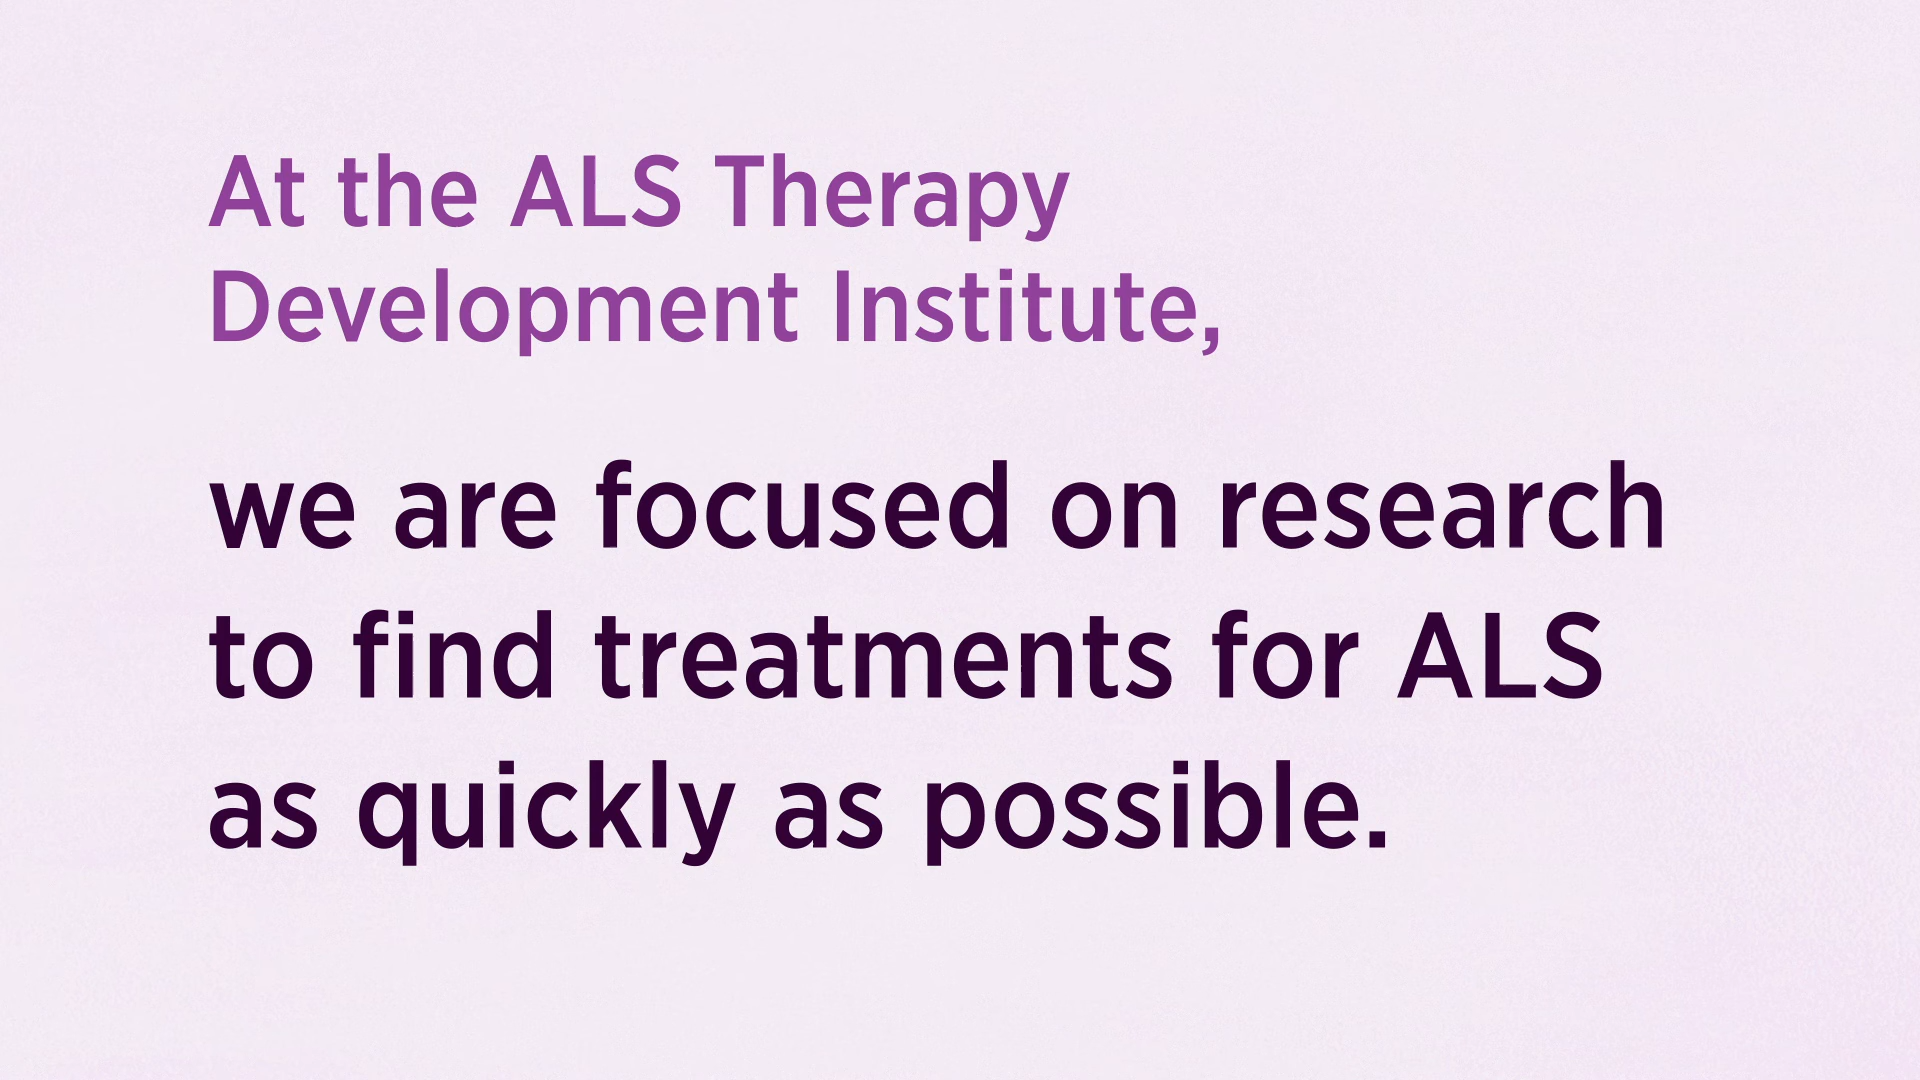 At the ALS Therapy
Development Institute,
we are focused on research
to find treatments for ALS
as quickly as possible.